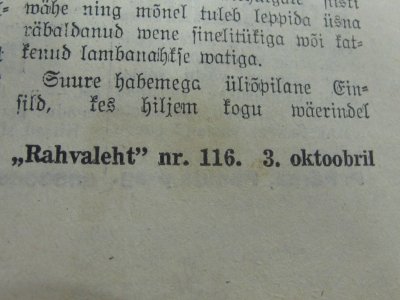 wähe ning mõnel tuleb leppida üsna
räbaldanud wene sinelitükiga wõi kat-
kenud lambanahkse watiga.
Suure habemega üliõpilane Ein-
sild, kes hiljem kogu wäerindel
„Rahvaleht” nr. 116. 3. oktoobril